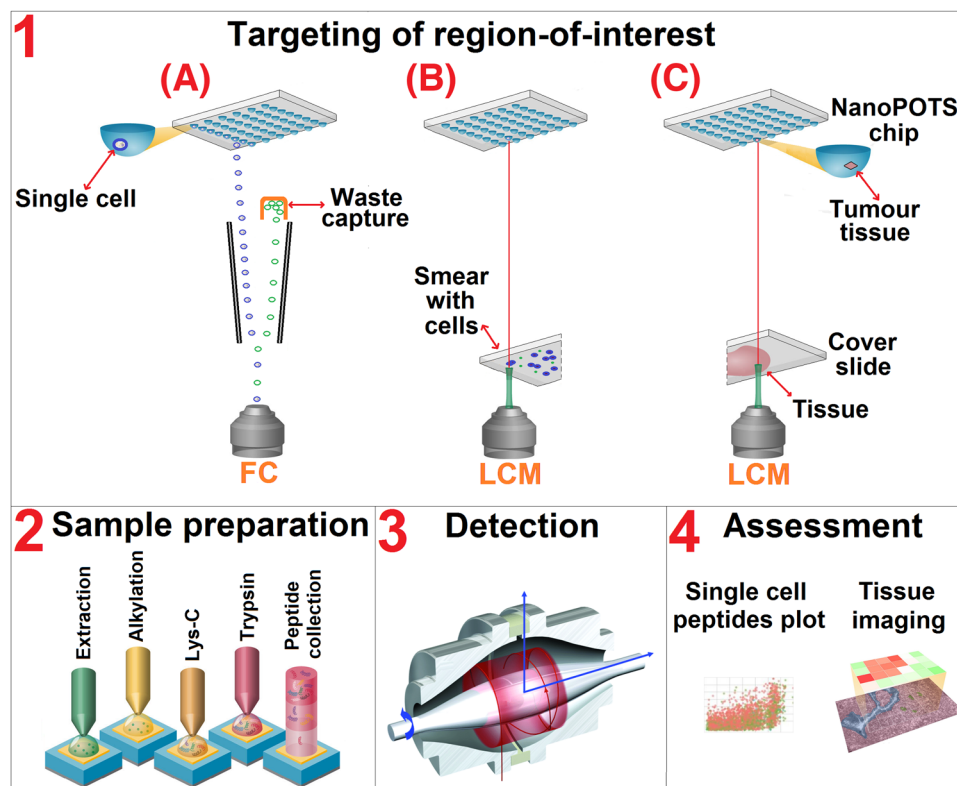 1
Targeting of region-of-interest
(A)
(B)
(C)
Single cell
Waste
capture
FC
Smear
with
cells
LCM
NanoPOTS
chip
Tumour
tissue
Cover
slide
Tissue
LCM
2
Sample preparation
Extraction
Alkylation
Lys-C
Trypsin
Peptide
collection
3
Detection
4
Assessment
Single cell
peptides plot
Tissue
imaging